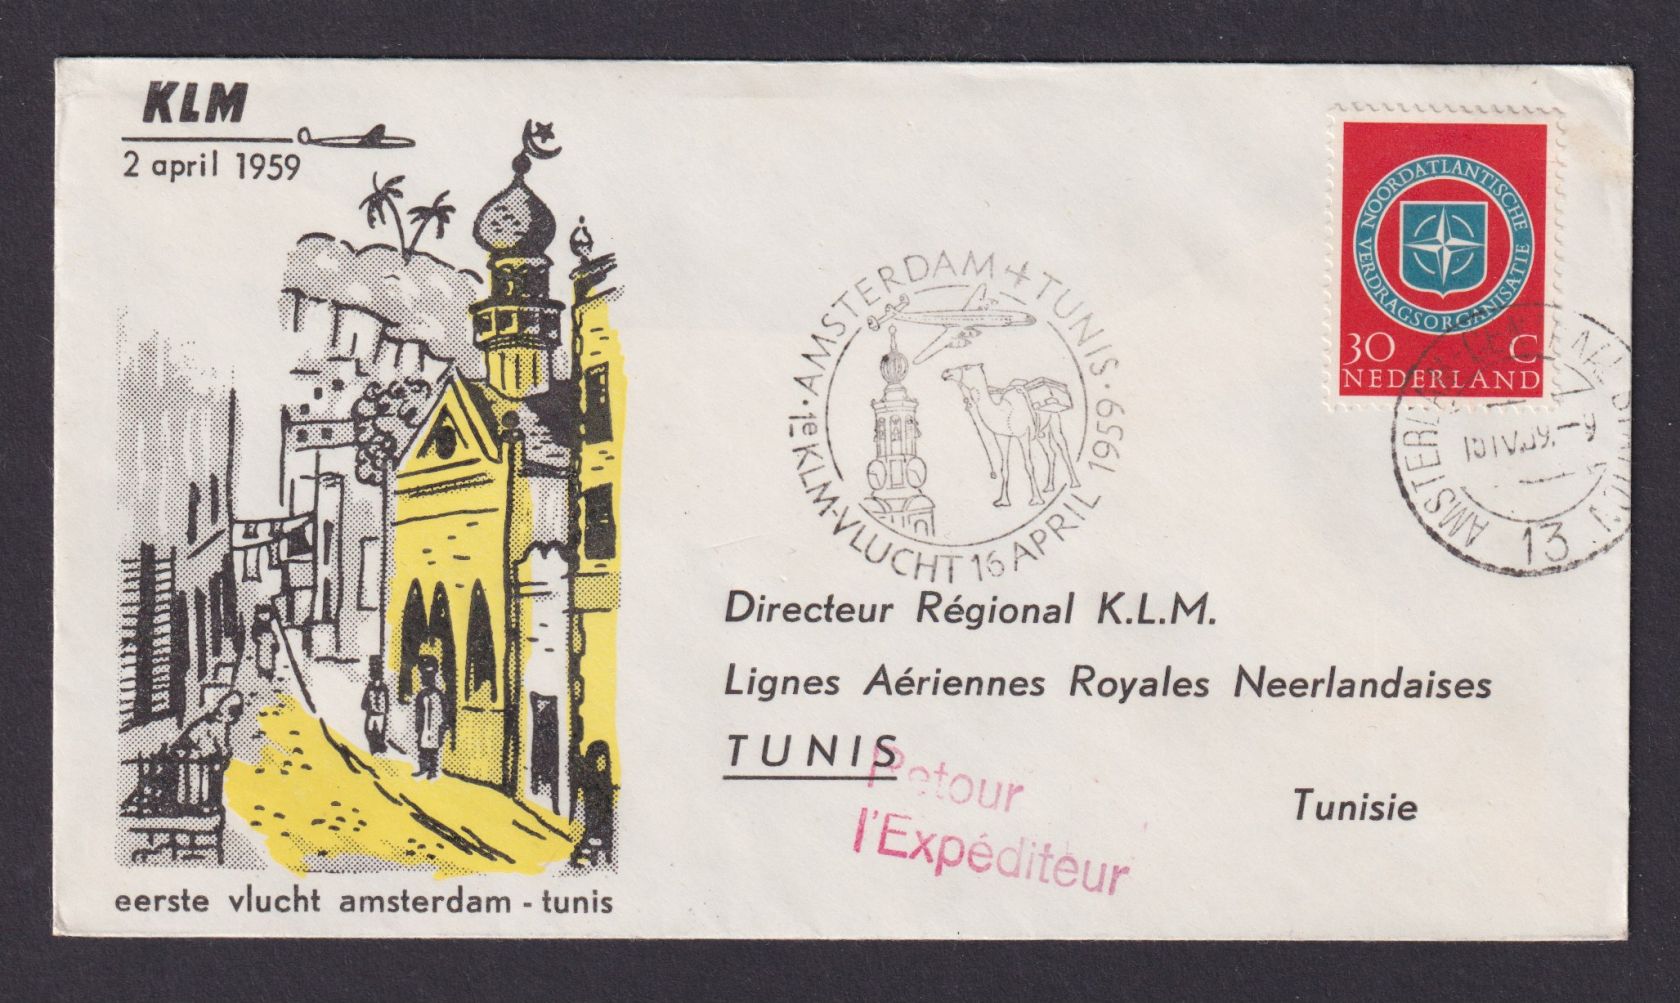 KLM
2 april 1959
NOORDATLANTISCHE
VERDRAGSORGANISATIE
30 C
NEDERLAND
AMSTERDAM + TUNIS
· 1e KLM-VLUCHT 16 APRIL 1959 ·
13
Directeur Régional K.L.M.
Lignes Aériennes Royales Neerlandaises
TUNIS
Tunisie
Retour
l'Expéditeur
eerste vlucht amsterdam - tunis